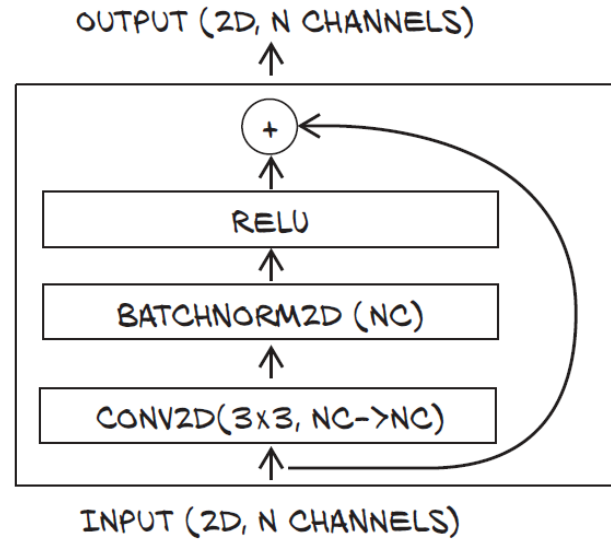 OUTPUT (2D, N CHANNELS)
+
RELU
BATCHNORM2D (NC)
CONV2D(3x3, NC->NC)
INPUT (2D, N CHANNELS)